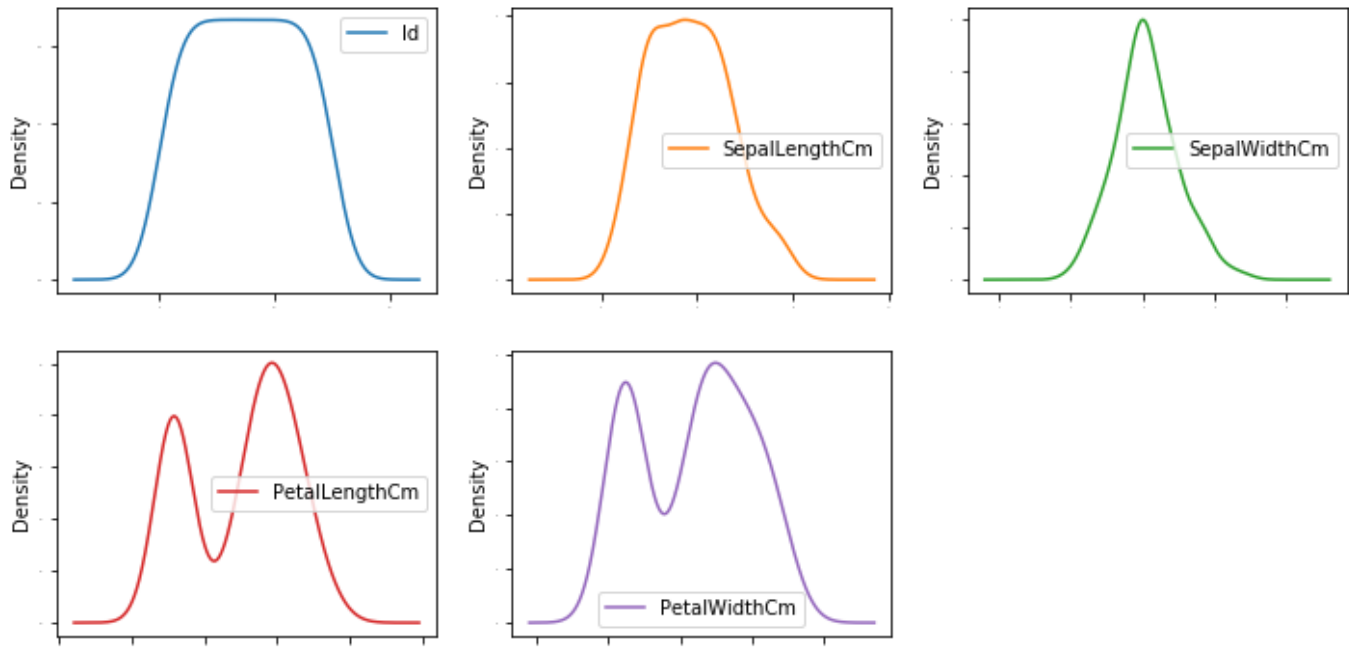 Density
Id
Density
SepalLengthCm
Density
SepalWidthCm
Density
PetalLengthCm
Density
PetalWidthCm